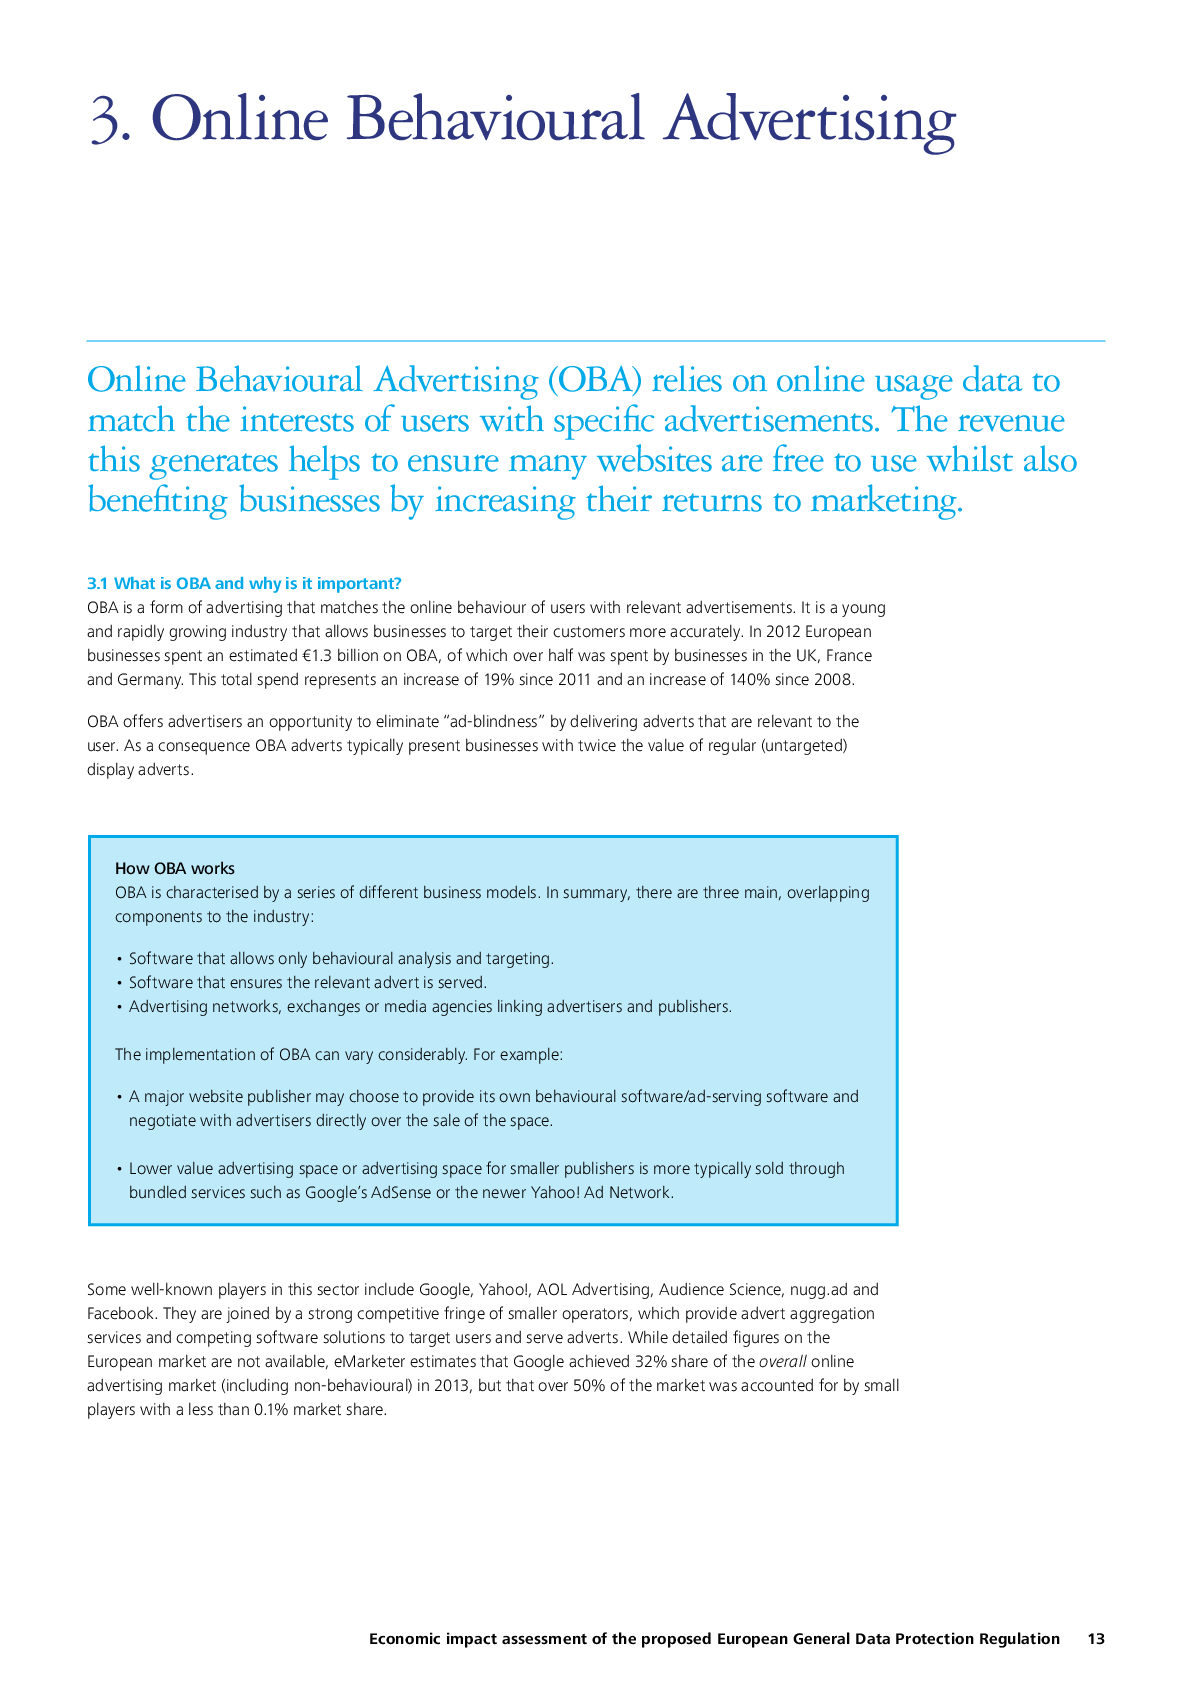 3. Online Behavioural Advertising
Online Behavioural Advertising (OBA) relies on online usage data to
match the interests of users with specific advertisements. The revenue
this generates helps to ensure many websites are free to use whilst also
benefiting businesses by increasing their returns to marketing.
3.1 What is OBA and why is it important?
OBA is a form of advertising that matches the online behaviour of users with relevant advertisements. It is a young
and rapidly growing industry that allows businesses to target their customers more accurately. In 2012 European
businesses spent an estimated €1.3 billion on OBA, of which over half was spent by businesses in the UK, France
and Germany. This total spend represents an increase of 19% since 2011 and an increase of 140% since 2008.
OBA offers advertisers an opportunity to eliminate “ad-blindness” by delivering adverts that are relevant to the
user. As a consequence OBA adverts typically present businesses with twice the value of regular (untargeted)
display adverts.
How OBA works
OBA is characterised by a series of different business models. In summary, there are three main, overlapping
components to the industry:
• Software that allows only behavioural analysis and targeting.
• Software that ensures the relevant advert is served.
• Advertising networks, exchanges or media agencies linking advertisers and publishers.
The implementation of OBA can vary considerably. For example:
• A major website publisher may choose to provide its own behavioural software/ad-serving software and
negotiate with advertisers directly over the sale of the space.
• Lower value advertising space or advertising space for smaller publishers is more typically sold through
bundled services such as Google’s AdSense or the newer Yahoo! Ad Network.
Some well-known players in this sector include Google, Yahoo!, AOL Advertising, Audience Science, nugg.ad and
Facebook. They are joined by a strong competitive fringe of smaller operators, which provide advert aggregation
services and competing software solutions to target users and serve adverts. While detailed figures on the
European market are not available, eMarketer estimates that Google achieved 32% share of the overall online
advertising market (including non-behavioural) in 2013, but that over 50% of the market was accounted for by small
players with a less than 0.1% market share.
Economic impact assessment of the proposed European General Data Protection Regulation 13